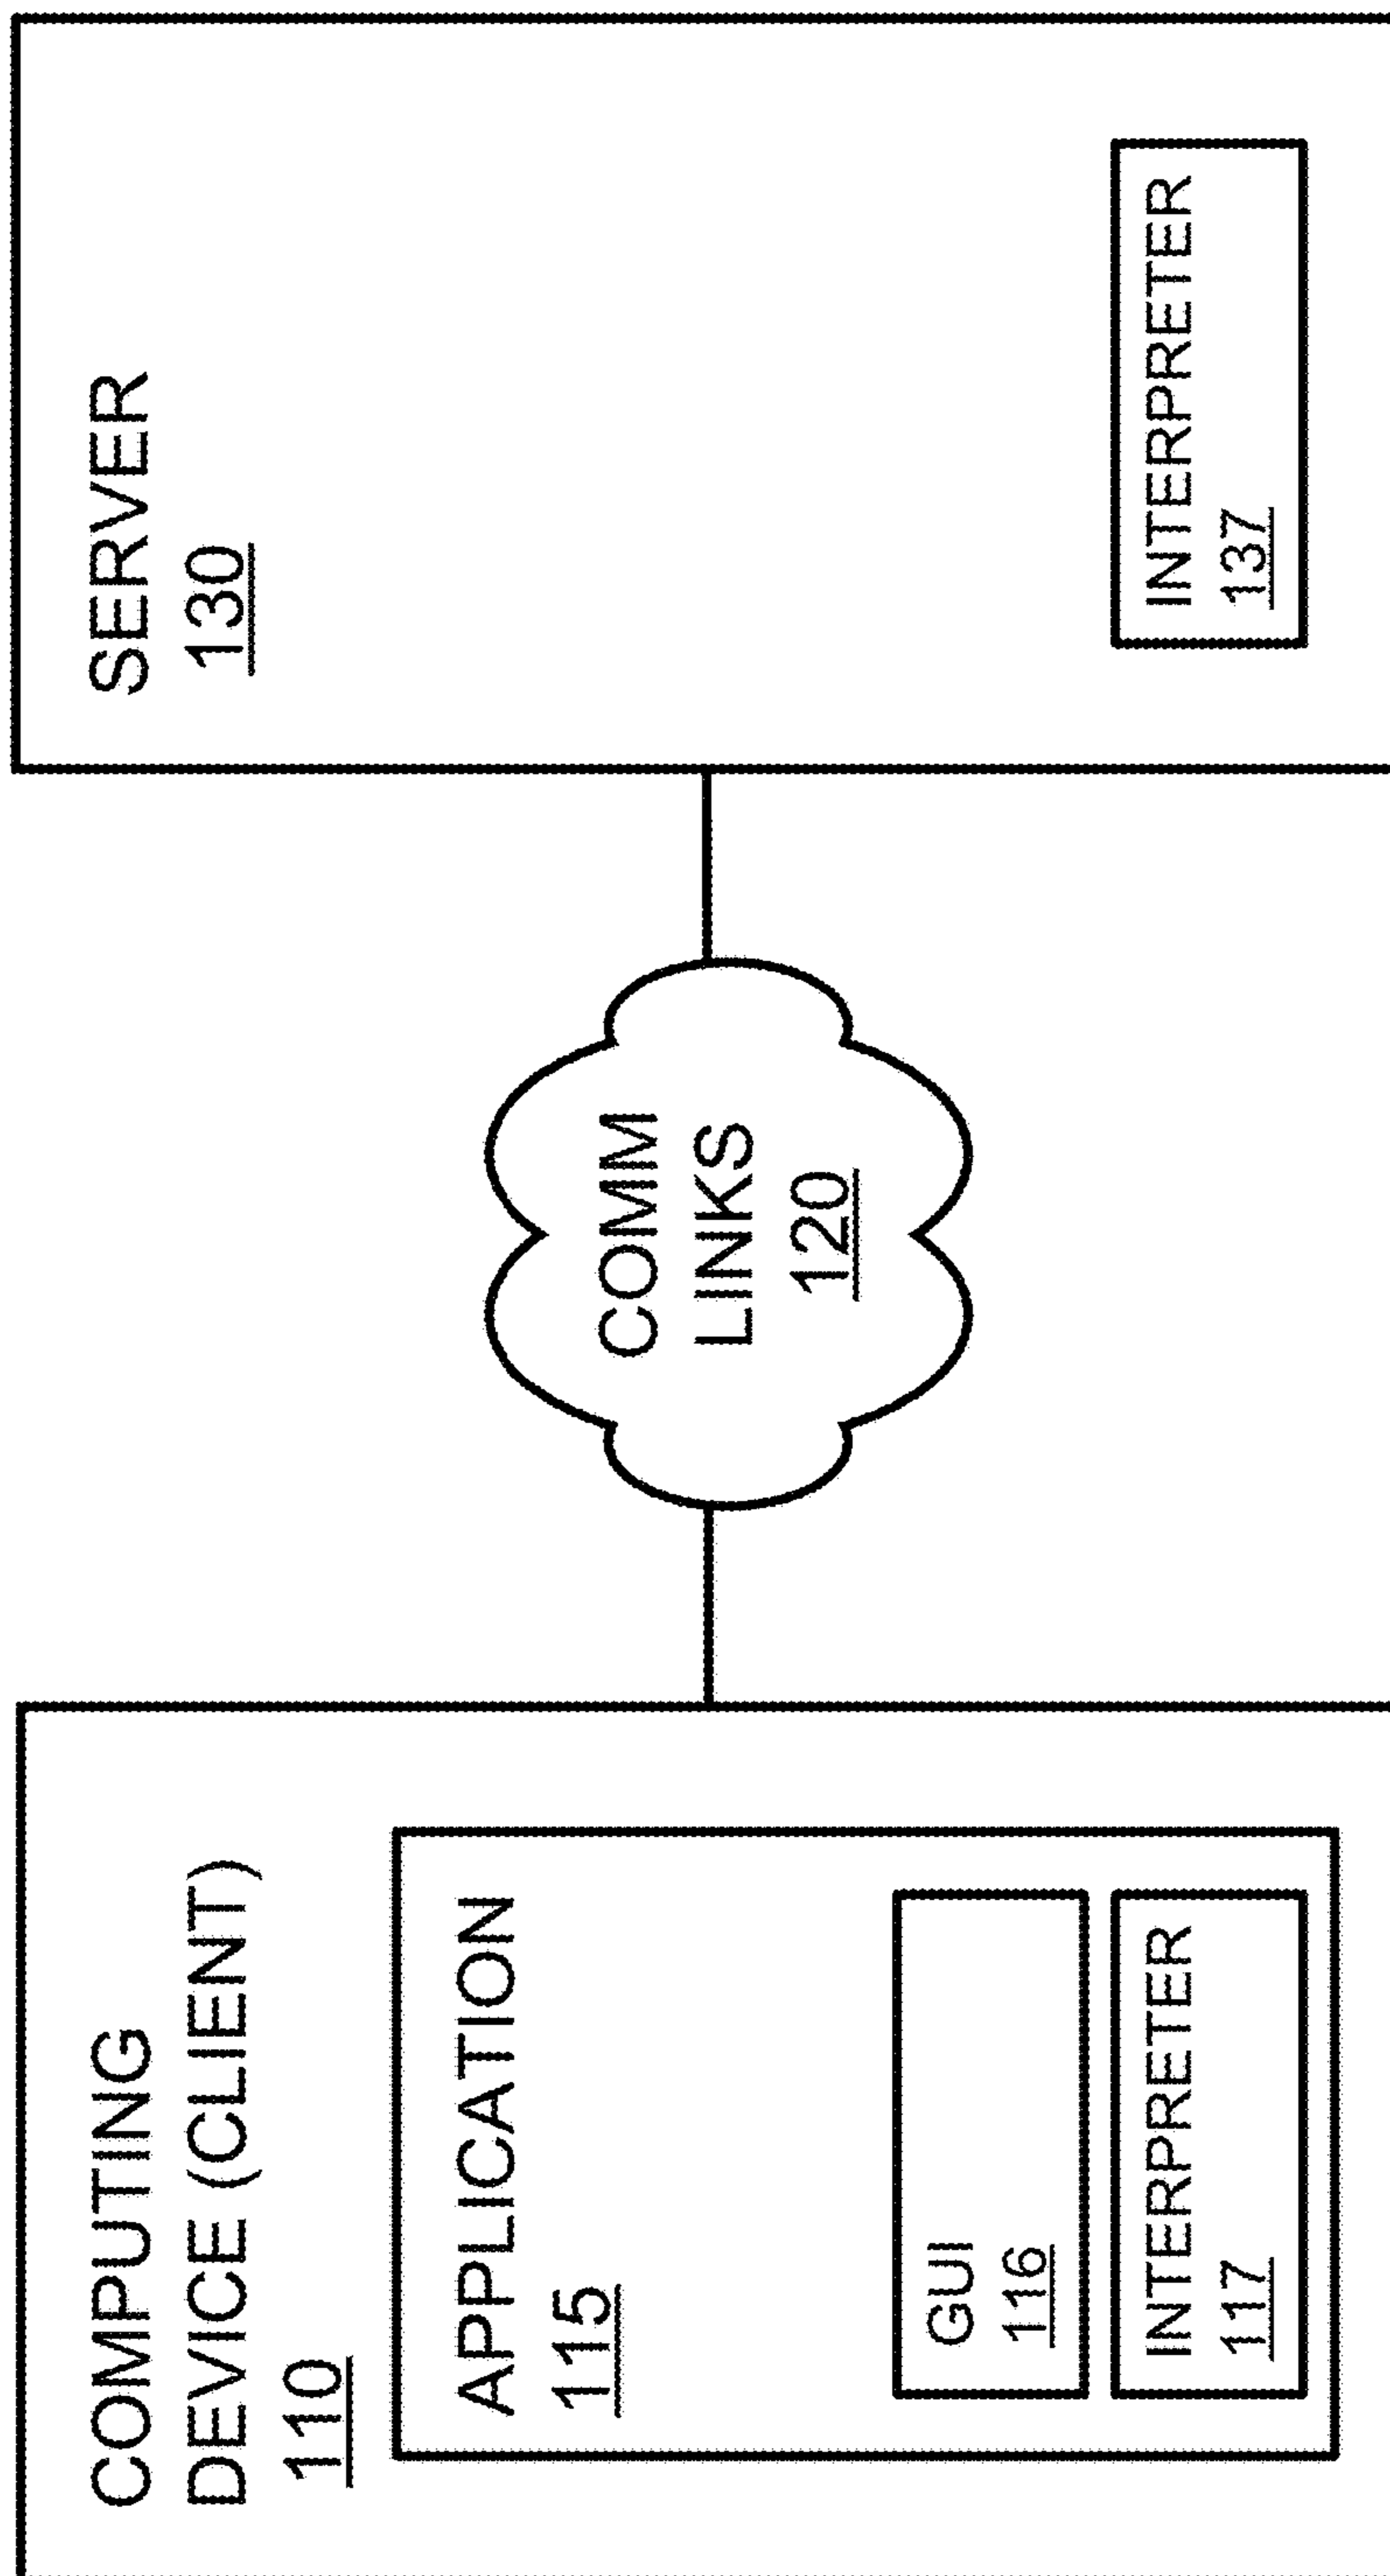 COMPUTING
DEVICE (CLIENT)
110
APPLICATION
115
GUI
116
INTERPRETER
117
COMM
LINKS
120
SERVER
130
INTERPRETER
137